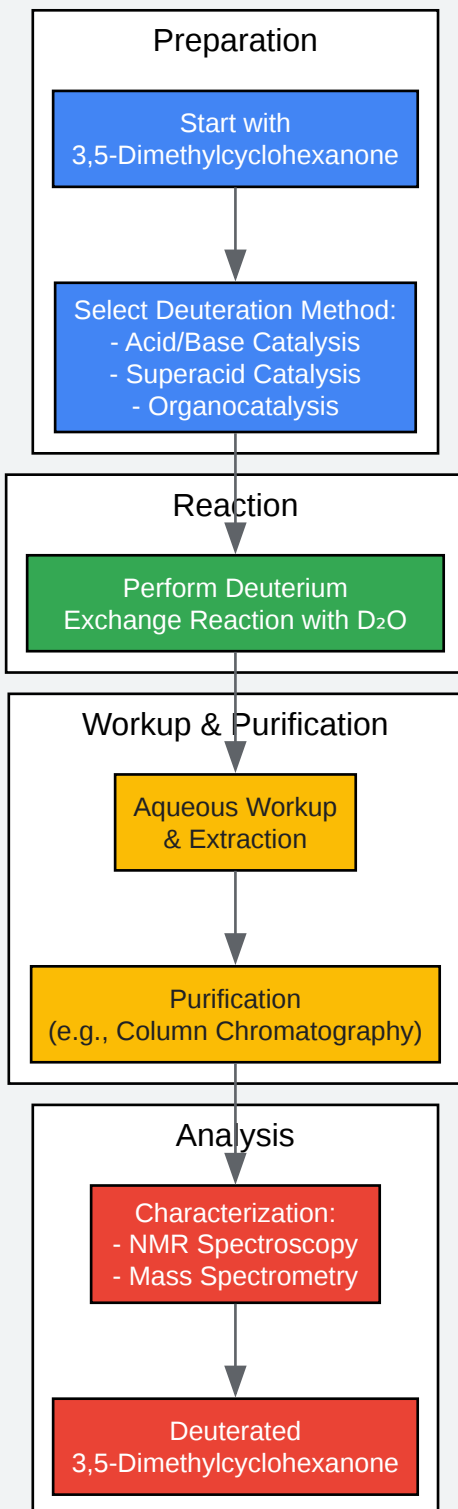 Preparation
Start with
3,5-Dimethylcyclohexanone
Select Deuteration Method:
- Acid/Base Catalysis
- Superacid Catalysis
- Organocatalysis
Reaction
Perform Deuterium
Exchange Reaction with D₂O
Workup & Purification
Aqueous Workup
& Extraction
Purification
(e.g., Column Chromatography)
Analysis
Characterization:
- NMR Spectroscopy
- Mass Spectrometry
Deuterated
3,5-Dimethylcyclohexanone